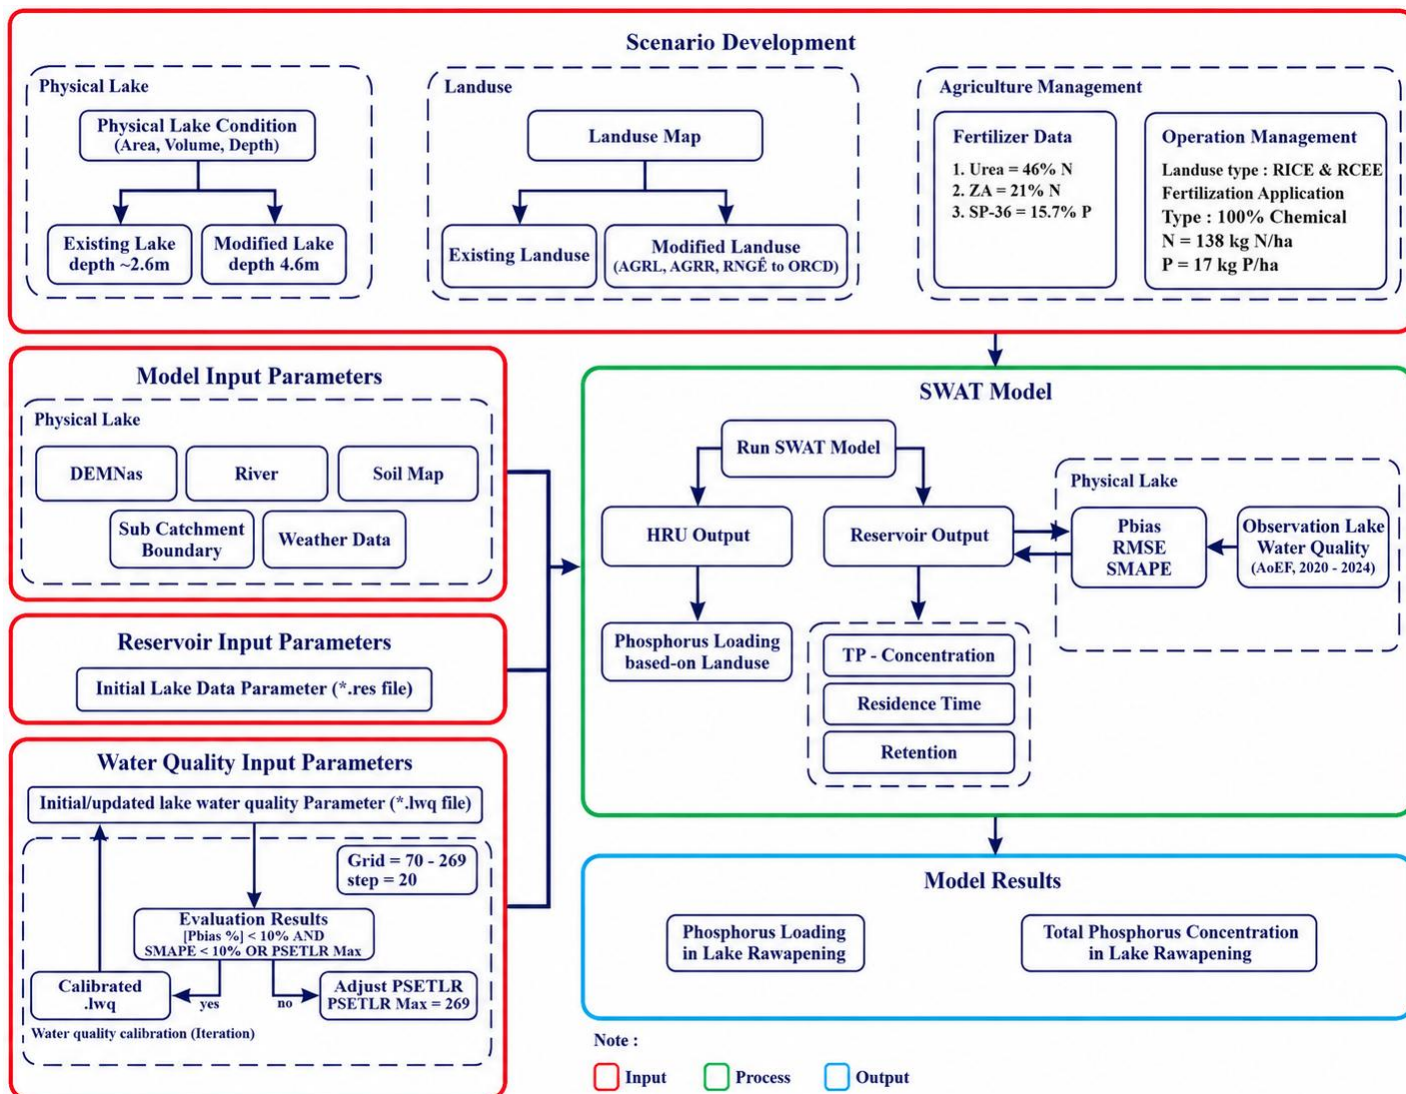 Scenario Development
Physical Lake
Physical Lake Condition
(Area, Volume, Depth)
Existing Lake
depth ~2.6m
Modified Lake
depth 4.6m
Landuse
Landuse Map
Existing Landuse
Modified Landuse
(AGRL, AGRR, RNGÊ to ORCD)
Agriculture Management
Fertilizer Data
1. Urea = 46% N
2. ZA = 21% N
3. SP-36 = 15.7% P
Operation Management
Landuse type : RICE & RCEE
Fertilization Application
Type : 100% Chemical
N = 138 kg N/ha
P = 17 kg P/ha
Model Input Parameters
Physical Lake
DEMNas
River
Soil Map
Sub Catchment
Boundary
Weather Data
Reservoir Input Parameters
Initial Lake Data Parameter (*.res file)
Water Quality Input Parameters
Initial/updated lake water quality Parameter (*.lwq file)
Grid = 70 - 269
step = 20
Evaluation Results
[Pbias %] < 10% AND
SMAPE < 10% OR PSETLR Max
Calibrated
.lwq
yes
no
Adjust PSETLR
PSETLR Max = 269
Water quality calibration (Iteration)
SWAT Model
Run SWAT Model
HRU Output
Reservoir Output
Physical Lake
Pbias
RMSE
SMAPE
Observation Lake
Water Quality
(AoEF, 2020 - 2024)
Phosphorus Loading
based-on Landuse
TP - Concentration
Residence Time
Retention
Model Results
Phosphorus Loading
in Lake Rawapening
Total Phosphorus Concentration
in Lake Rawapening
Note :
Input
Process
Output